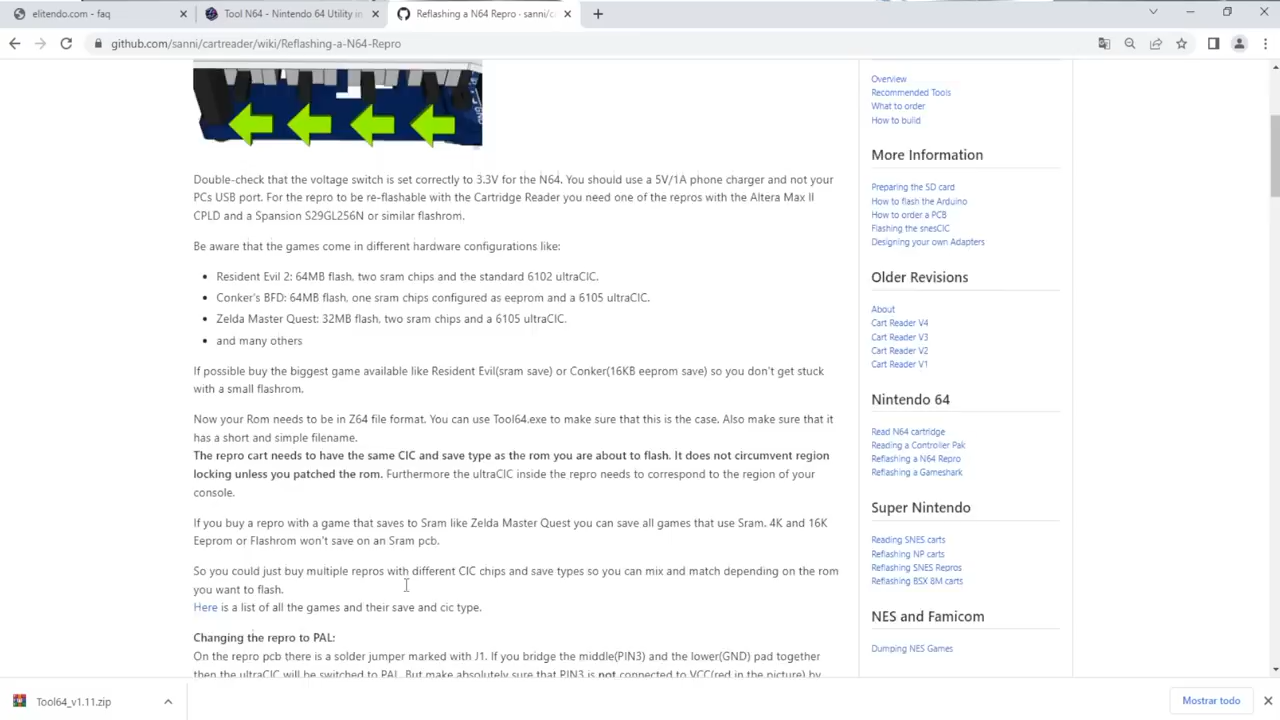 elitendo.com - faq
Tool N64 - Nintendo 64 Utility in
Reflashing a N64 Repro · sanni/c
github.com/sanni/cartreader/wiki/Reflashing-a-N64-Repro
Double-check that the voltage switch is set correctly to 3.3V for the N64. You should use a 5V/1A phone charger and not your
PCs USB port. For the repro to be re-flashable with the Cartridge Reader you need one of the repros with the Altera Max II
CPLD and a Spansion S29GL256N or similar flashrom.
Be aware that the games come in different hardware configurations like:
• Resident Evil 2: 64MB flash, two sram chips and the standard 6102 ultraCIC.
• Conker's BFD: 64MB flash, one sram chips configured as eeprom and a 6105 ultraCIC.
• Zelda Master Quest: 32MB flash, two sram chips and a 6105 ultraCIC.
• and many others
If possible buy the biggest game available like Resident Evil(sram save) or Conker(16KB eeprom save) so you don't get stuck
with a small flashrom.
Now your Rom needs to be in Z64 file format. You can use Tool64.exe to make sure that this is the case. Also make sure that it
has a short and simple filename.
The repro cart needs to have the same CIC and save type as the rom you are about to flash. It does not circumvent region
locking unless you patched the rom. Furthermore the ultraCIC inside the repro needs to correspond to the region of your
console.
If you buy a repro with a game that saves to Sram like Zelda Master Quest you can save all games that use Sram. 4K and 16K
Eeprom or Flashrom won't save on an Sram pcb.
So you could just buy multiple repros with different CIC chips and save types so you can mix and match depending on the rom
you want to flash.
Here is a list of all the games and their save and cic type.
Changing the repro to PAL:
On the repro pcb there is a solder jumper marked with J1. If you bridge the middle(PIN3) and the lower(GND) pad together
then the ultraCIC will be switched to PAL. But make absolutely sure that PIN3 is not connected to VCC(red in the picture) by
Overview
Recommended Tools
What to order
How to build
More Information
Preparing the SD card
How to flash the Arduino
How to order a PCB
Flashing the snesCIC
Designing your own Adapters
Older Revisions
About
Cart Reader V4
Cart Reader V3
Cart Reader V2
Cart Reader V1
Nintendo 64
Read N64 cartridge
Reading a Controller Pak
Reflashing a N64 Repro
Reflashing a Gameshark
Super Nintendo
Reading SNES carts
Reflashing NP carts
Reflashing SNES Repros
Reflashing BSX 8M carts
NES and Famicom
Dumping NES Games
Tool64_v1.11.zip
Mostrar todo